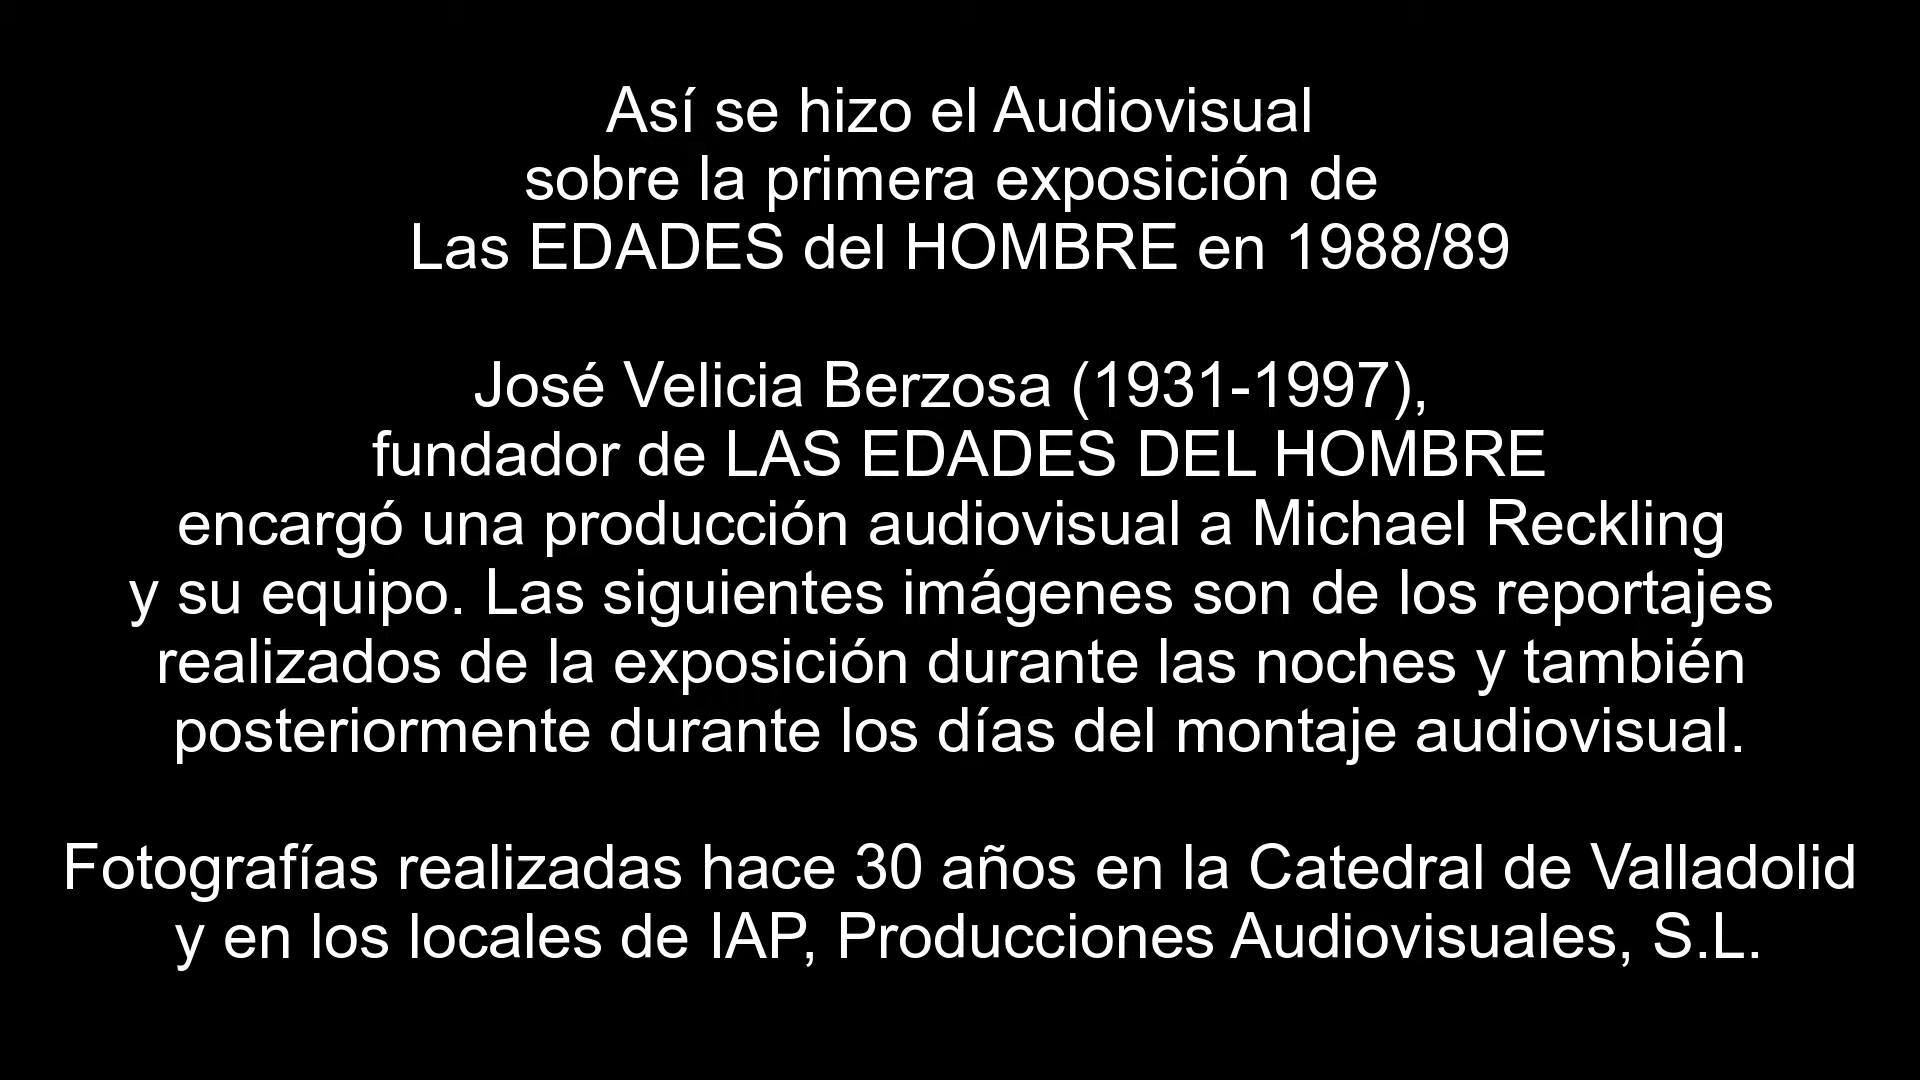 Así se hizo el Audiovisual
sobre la primera exposición de
Las EDADES del HOMBRE en 1988/89
José Velicia Berzosa (1931-1997),
fundador de LAS EDADES DEL HOMBRE
encargó una producción audiovisual a Michael Reckling
y su equipo. Las siguientes imágenes son de los reportajes
realizados de la exposición durante las noches y también
posteriormente durante los días del montaje audiovisual.
Fotografías realizadas hace 30 años en la Catedral de Valladolid
y en los locales de IAP, Producciones Audiovisuales, S.L.